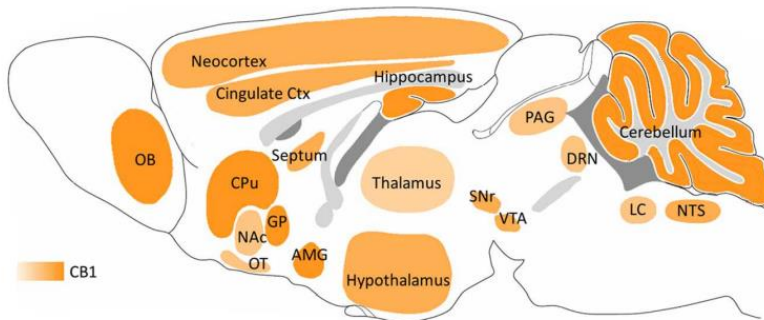 Neocortex
Hippocampus
Cingulate Ctx
PAG
Cerebellum
OB
Septum
DRN
CPu
Thalamus
SNr
LC
NTS
GP
VTA
NAc
AMG
OT
CB1
Hypothalamus